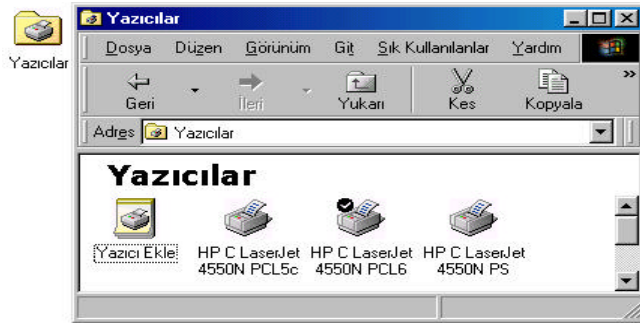 Yazıcılar
Yazıcılar
Dosya Düzen Görünüm Git Sık Kullanılanlar Yardım
Geri İleri Yukarı Kes Kopyala »
Adres Yazıcılar
Yazıcılar
Yazıcı Ekle
HP C LaserJet 4550N PCL5c
HP C LaserJet 4550N PCL6
HP C LaserJet 4550N PS